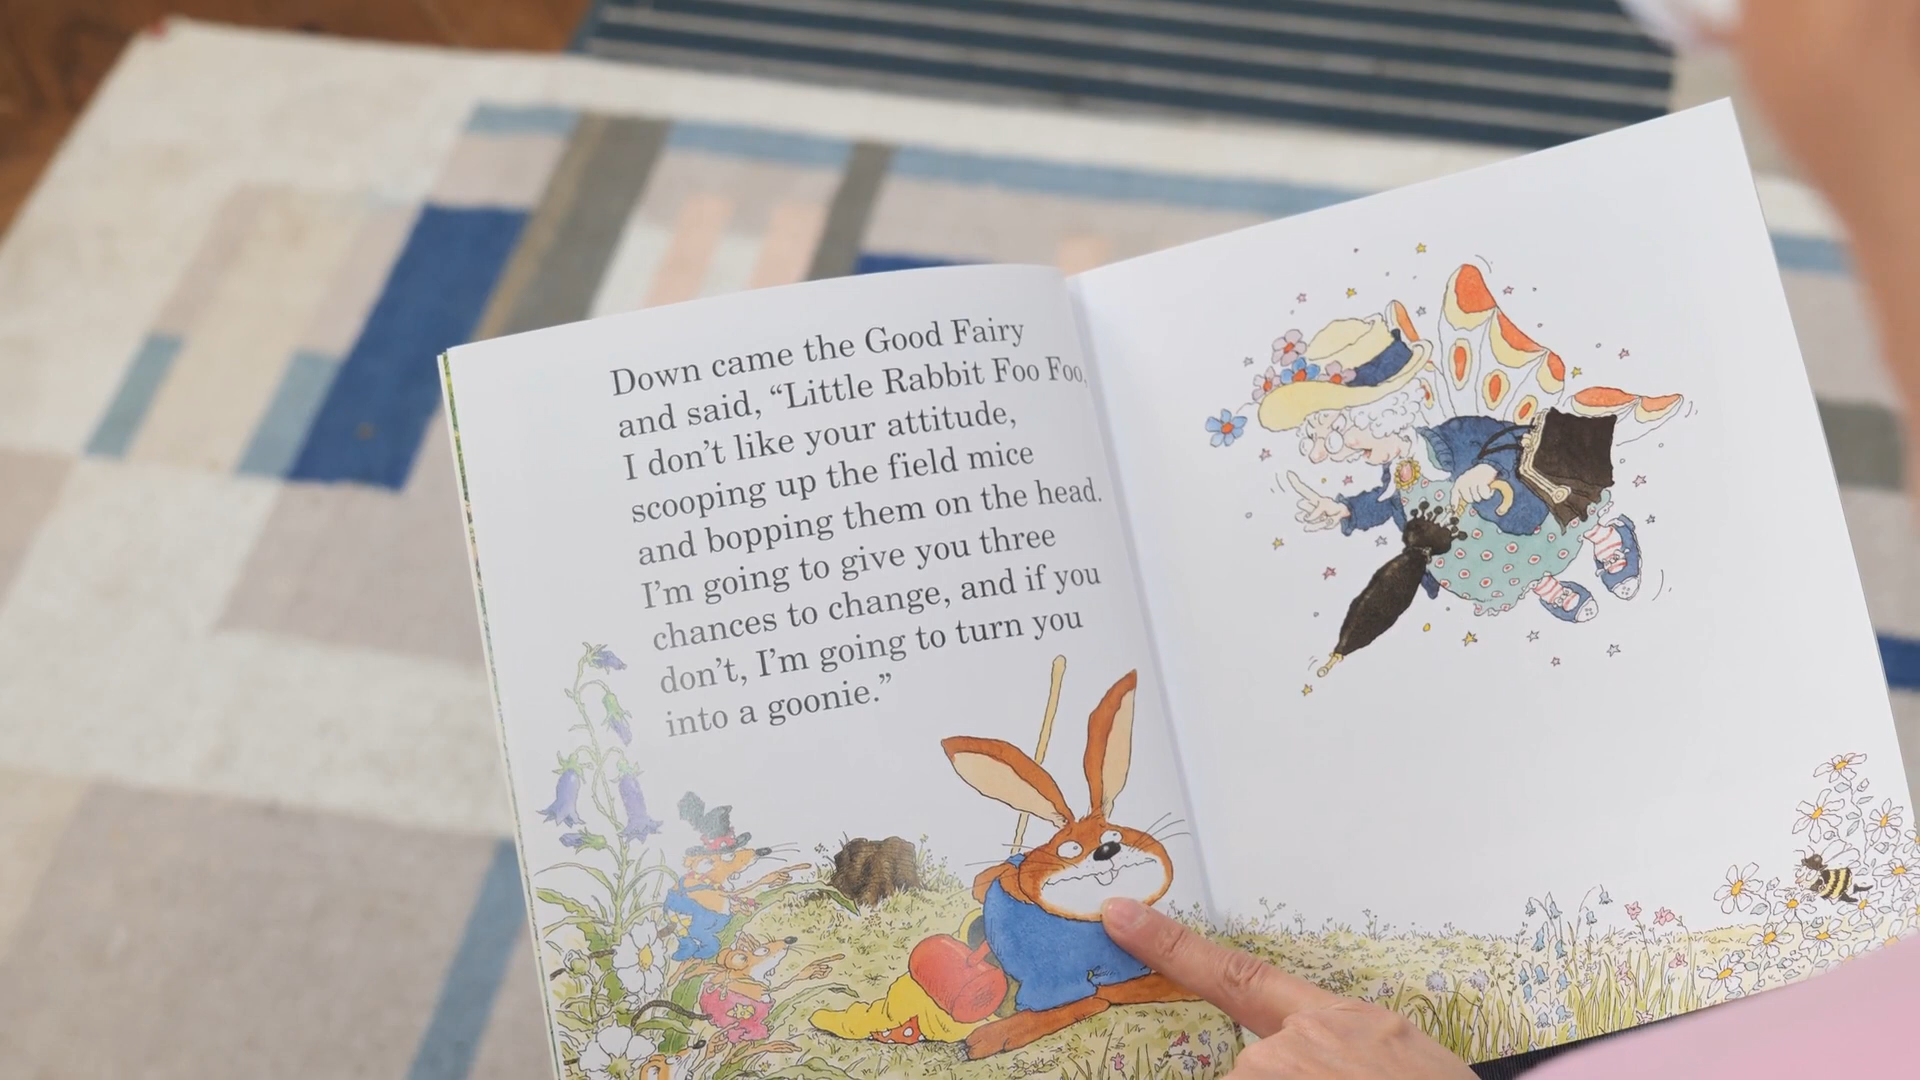 Down came the Good Fairy
and said, “Little Rabbit Foo Foo,
I don’t like your attitude,
scooping up the field mice
and bopping them on the head.
I’m going to give you three
chances to change, and if you
don’t, I’m going to turn you
into a goonie.”